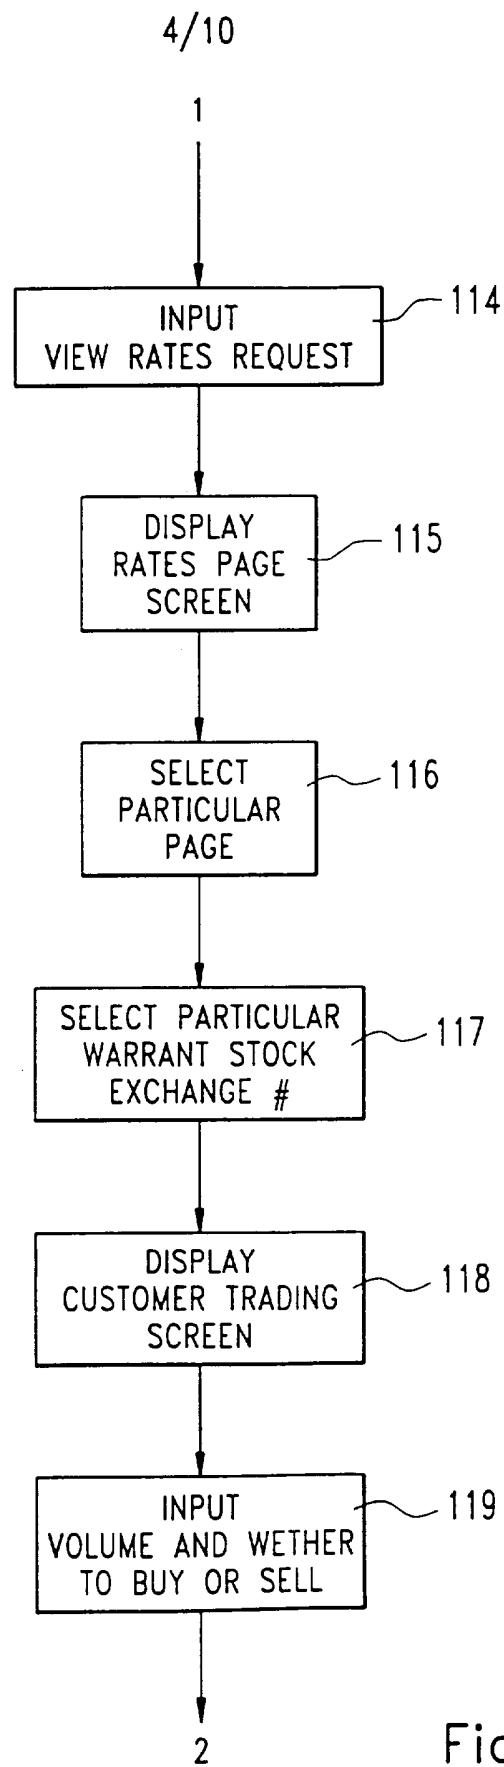 4/10
1
INPUT
VIEW RATES REQUEST
114
DISPLAY
RATES PAGE
SCREEN
115
SELECT
PARTICULAR
PAGE
116
SELECT PARTICULAR
WARRANT STOCK
EXCHANGE #
117
DISPLAY
CUSTOMER TRADING
SCREEN
118
INPUT
VOLUME AND WETHER
TO BUY OR SELL
119
2